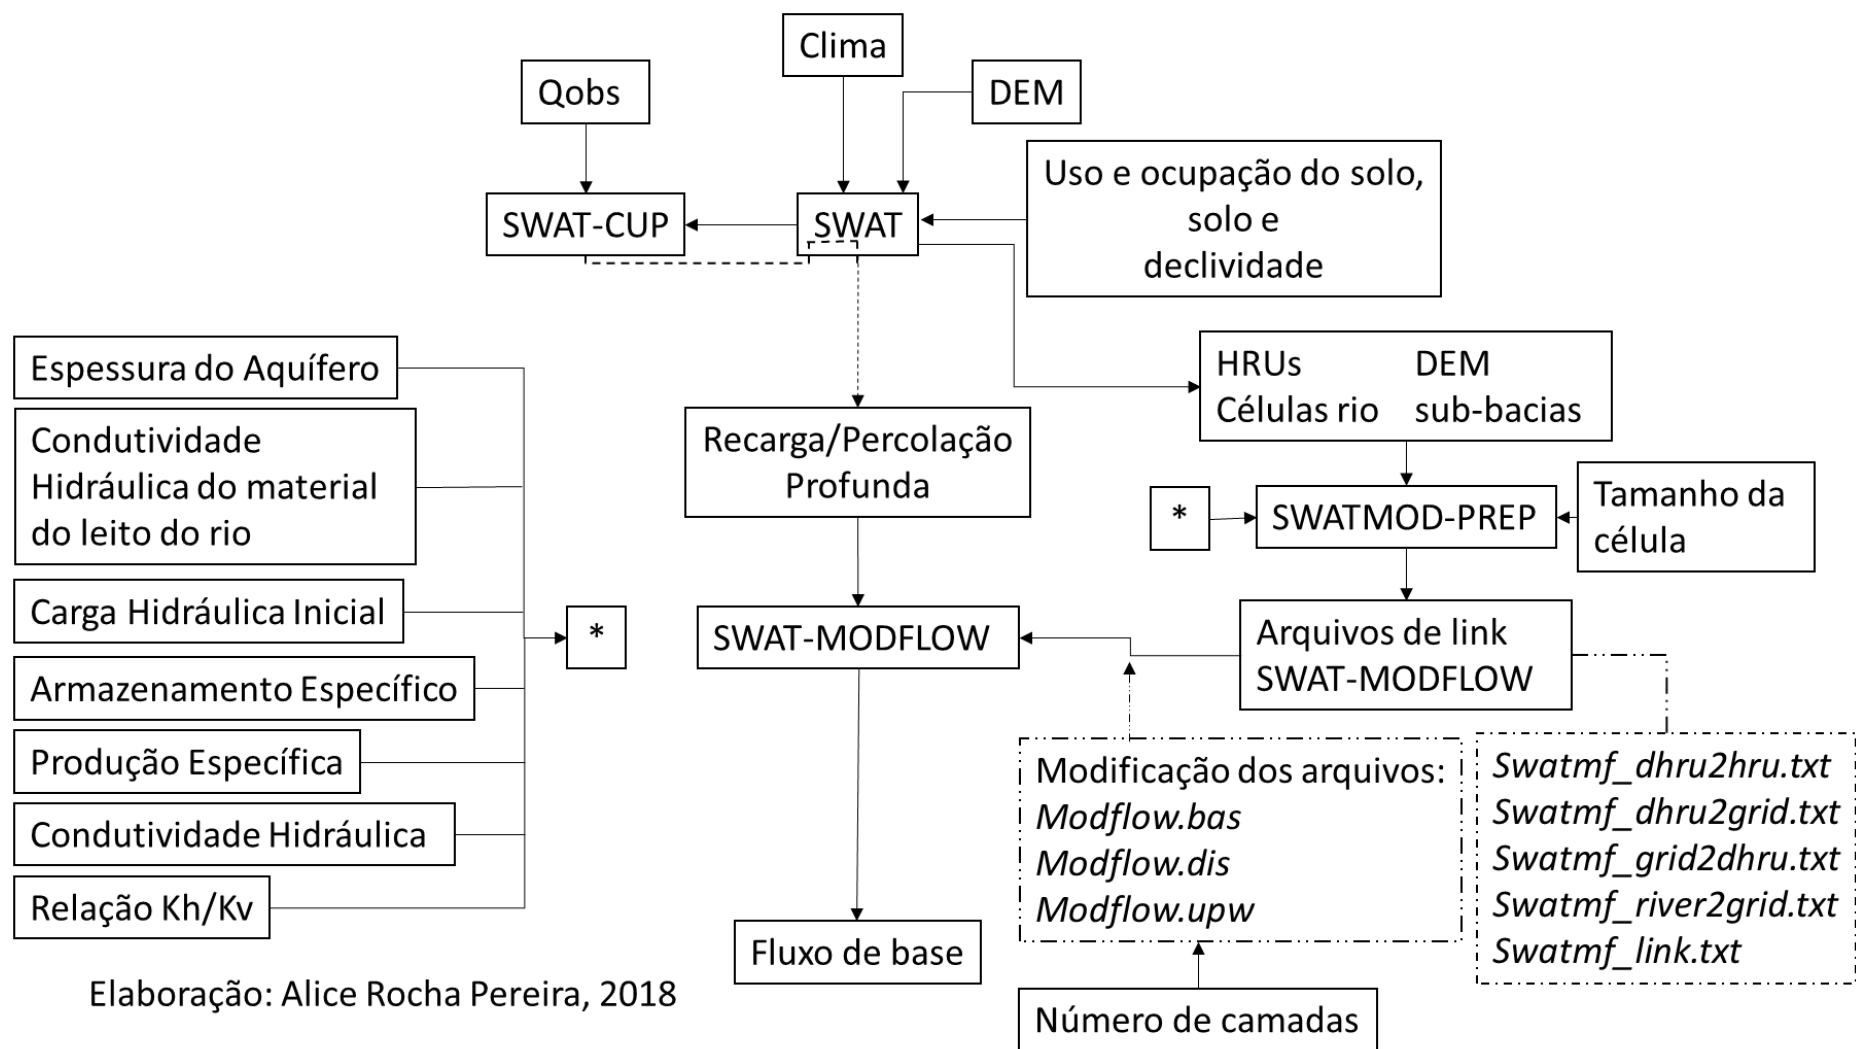 Clima
Qobs
DEM
Uso e ocupação do solo,
solo e
declividade
SWAT-CUP
SWAT
Espessura do Aquífero
Condutividade
Hidráulica do material
do leito do rio
Carga Hidráulica Inicial
Armazenamento Específico
Produção Específica
Condutividade Hidráulica
Relação Kh/Kv
*
Recarga/Percolação
Profunda
SWAT-MODFLOW
Fluxo de base
HRUs DEM
Células rio sub-bacias
*
SWATMOD-PREP
Tamanho da
célula
Arquivos de link
SWAT-MODFLOW
Modificação dos arquivos:
Modflow.bas
Modflow.dis
Modflow.upw
Swatmf_dhru2hru.txt
Swatmf_dhru2grid.txt
Swatmf_grid2dhru.txt
Swatmf_river2grid.txt
Swatmf_link.txt
Número de camadas
Elaboração: Alice Rocha Pereira, 2018